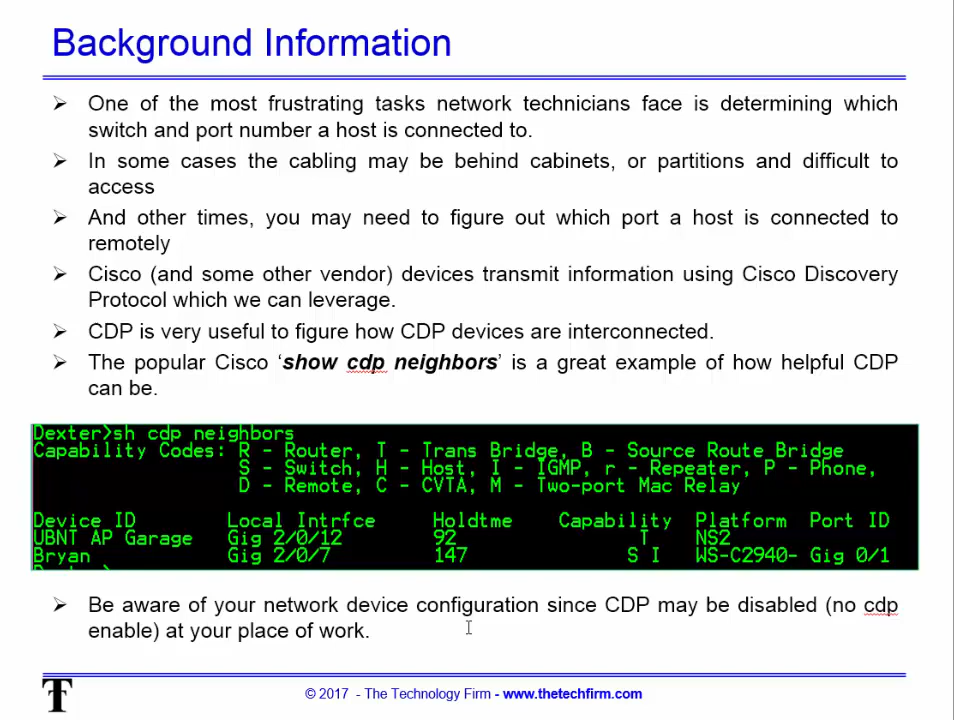 Background Information
➢ One of the most frustrating tasks network technicians face is determining which
switch and port number a host is connected to.
➢ In some cases the cabling may be behind cabinets, or partitions and difficult to
access
➢ And other times, you may need to figure out which port a host is connected to
remotely
➢ Cisco (and some other vendor) devices transmit information using Cisco Discovery
Protocol which we can leverage.
➢ CDP is very useful to figure how CDP devices are interconnected.
➢ The popular Cisco ‘show cdp neighbors’ is a great example of how helpful CDP
can be.
Dexter>sh cdp neighbors
Capability Codes: R - Router, T - Trans Bridge, B - Source Route Bridge
S - Switch, H - Host, I - IGMP, r - Repeater, P - Phone,
D - Remote, C - CVTA, M - Two-port Mac Relay
Device ID Local Intrfce Holdtme Capability Platform Port ID
UBNT AP Garage Gig 2/0/12 92 T NS2
Bryan Gig 2/0/7 147 S I WS-C2940- Gig 0/1
➢ Be aware of your network device configuration since CDP may be disabled (no cdp
enable) at your place of work.
© 2017 - The Technology Firm - www.thetechfirm.com